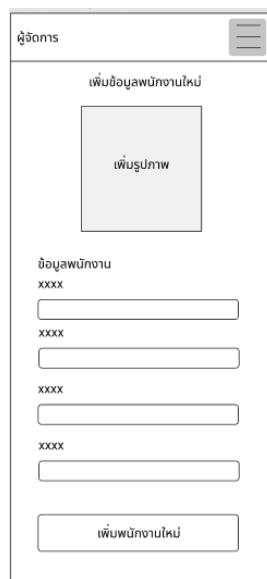 ผู้จัดการ
เพิ่มข้อมูลพนักงานใหม่
เพิ่มรูปภาพ
ข้อมูลพนักงาน
xxxx
xxxx
xxxx
xxxx
เพิ่มพนักงานใหม่